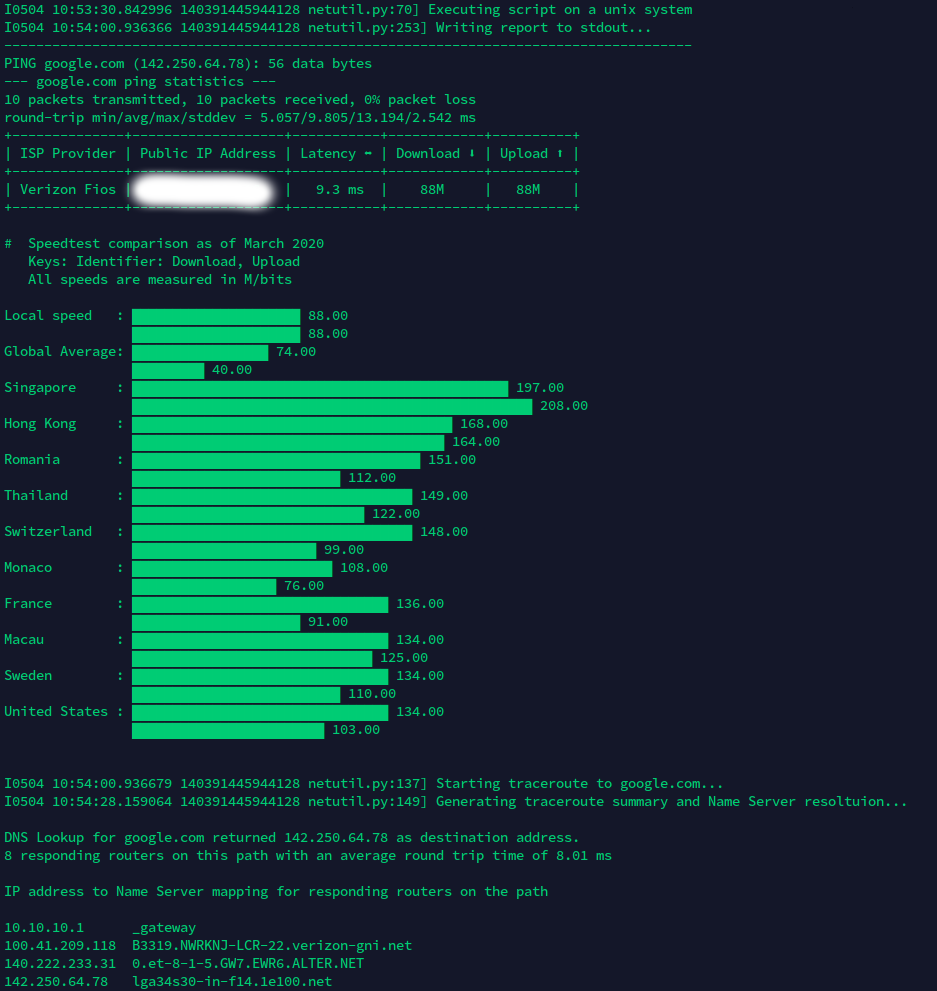 I0504 10:53:30.842996 140391445944128 netutil.py:70] Executing script on a unix system
I0504 10:54:00.936366 140391445944128 netutil.py:253] Writing report to stdout...
--------------------------------------------------------------------------------------
PING google.com (142.250.64.78): 56 data bytes
--- google.com ping statistics ---
10 packets transmitted, 10 packets received, 0% packet loss
round-trip min/avg/max/stddev = 5.057/9.805/13.194/2.542 ms
+--------------+-------------------+-----------+------------+----------+
| ISP Provider | Public IP Address | Latency ⬌ | Download ⬇ | Upload ⬆ |
+--------------+-------------------+-----------+------------+----------+
| Verizon Fios | | 9.3 ms | 88M | 88M |
+--------------+-------------------+-----------+------------+----------+
# Speedtest comparison as of March 2020
Keys: Identifier: Download, Upload
All speeds are measured in M/bits
Local speed : 88.00
88.00
Global Average: 74.00
40.00
Singapore : 197.00
208.00
Hong Kong : 168.00
164.00
Romania : 151.00
112.00
Thailand : 149.00
122.00
Switzerland : 148.00
99.00
Monaco : 108.00
76.00
France : 136.00
91.00
Macau : 134.00
125.00
Sweden : 134.00
110.00
United States : 134.00
103.00
I0504 10:54:00.936679 140391445944128 netutil.py:137] Starting traceroute to google.com...
I0504 10:54:28.159064 140391445944128 netutil.py:149] Generating traceroute summary and Name Server resoltuion...
DNS Lookup for google.com returned 142.250.64.78 as destination address.
8 responding routers on this path with an average round trip time of 8.01 ms
IP address to Name Server mapping for responding routers on the path
10.10.10.1 _gateway
100.41.209.118 B3319.NWRKNJ-LCR-22.verizon-gni.net
140.222.233.31 0.et-8-1-5.GW7.EWR6.ALTER.NET
142.250.64.78 lga34s30-in-f14.1e100.net